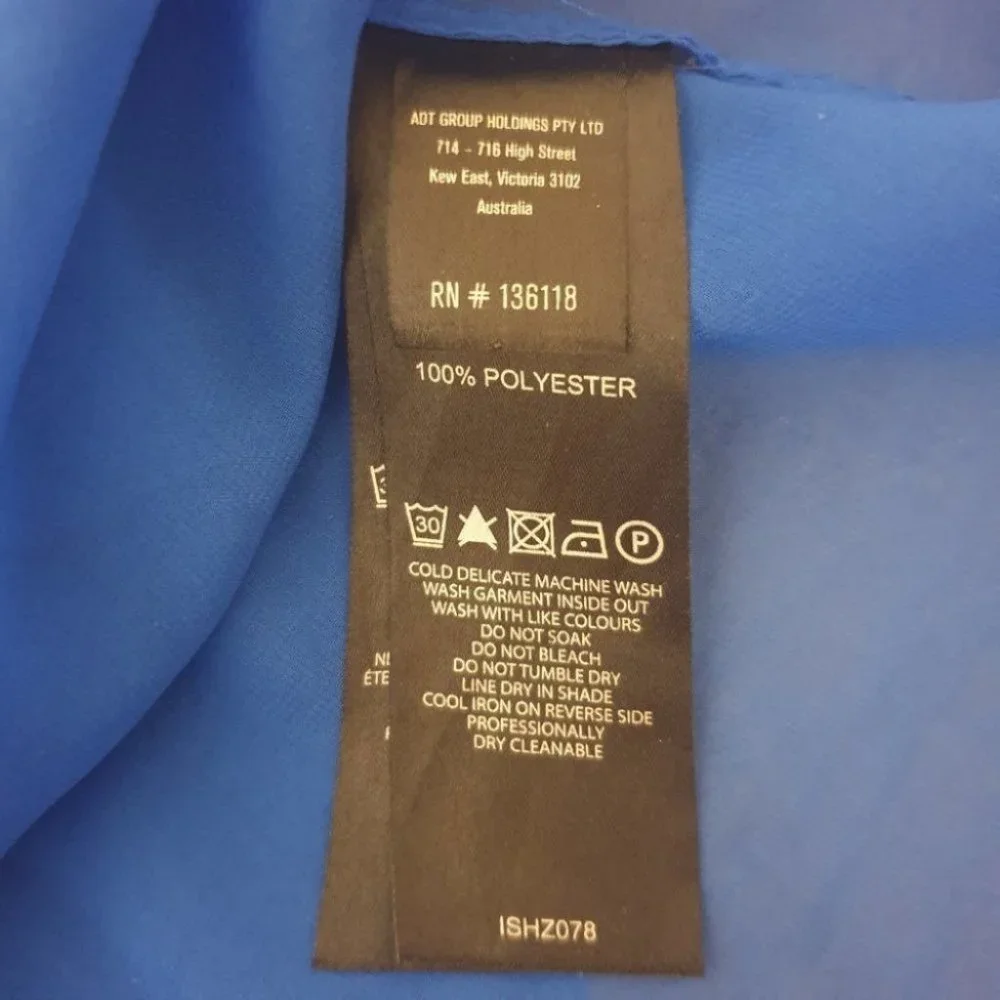 ADT GROUP HOLDINGS PTY LTD
714 - 716 High Street
Kew East, Victoria 3102
Australia
RN # 136118
100% POLYESTER
30
P
COLD DELICATE MACHINE WASH
WASH GARMENT INSIDE OUT
WASH WITH LIKE COLOURS
DO NOT SOAK
DO NOT BLEACH
DO NOT TUMBLE DRY
LINE DRY IN SHADE
COOL IRON ON REVERSE SIDE
PROFESSIONALLY
DRY CLEANABLE
ÉTE
ISHZ078